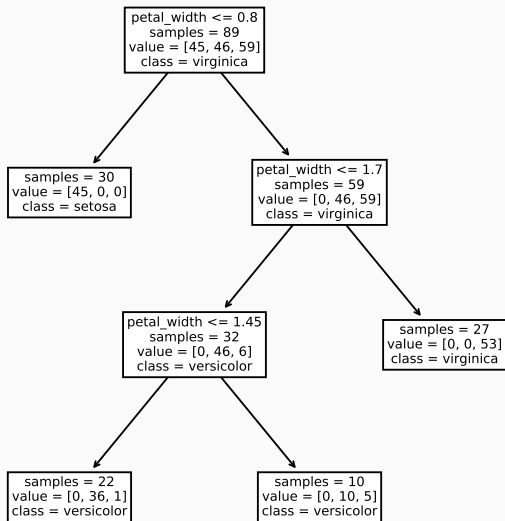 petal_width <= 0.8
samples = 89
value = [45, 46, 59]
class = virginica
samples = 30
value = [45, 0, 0]
class = setosa
petal_width <= 1.7
samples = 59
value = [0, 46, 59]
class = virginica
petal_width <= 1.45
samples = 32
value = [0, 46, 6]
class = versicolor
samples = 27
value = [0, 0, 53]
class = virginica
samples = 22
value = [0, 36, 1]
class = versicolor
samples = 10
value = [0, 10, 5]
class = versicolor